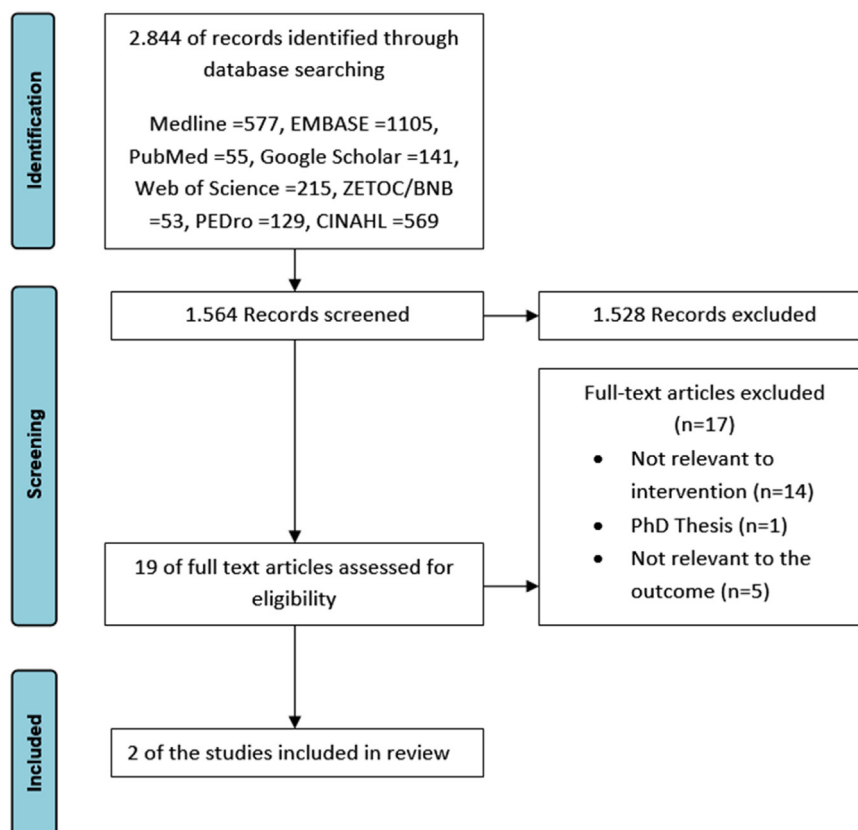 Identification
2.844 of records identified through
database searching
Medline =577, EMBASE =1105,
PubMed =55, Google Scholar =141,
Web of Science =215, ZETOC/BNB
=53, PEDro =129, CINAHL =569
Screening
1.564 Records screened
1.528 Records excluded
Full-text articles excluded
(n=17)
• Not relevant to
intervention (n=14)
• PhD Thesis (n=1)
• Not relevant to the
outcome (n=5)
19 of full text articles assessed for
eligibility
Included
2 of the studies included in review